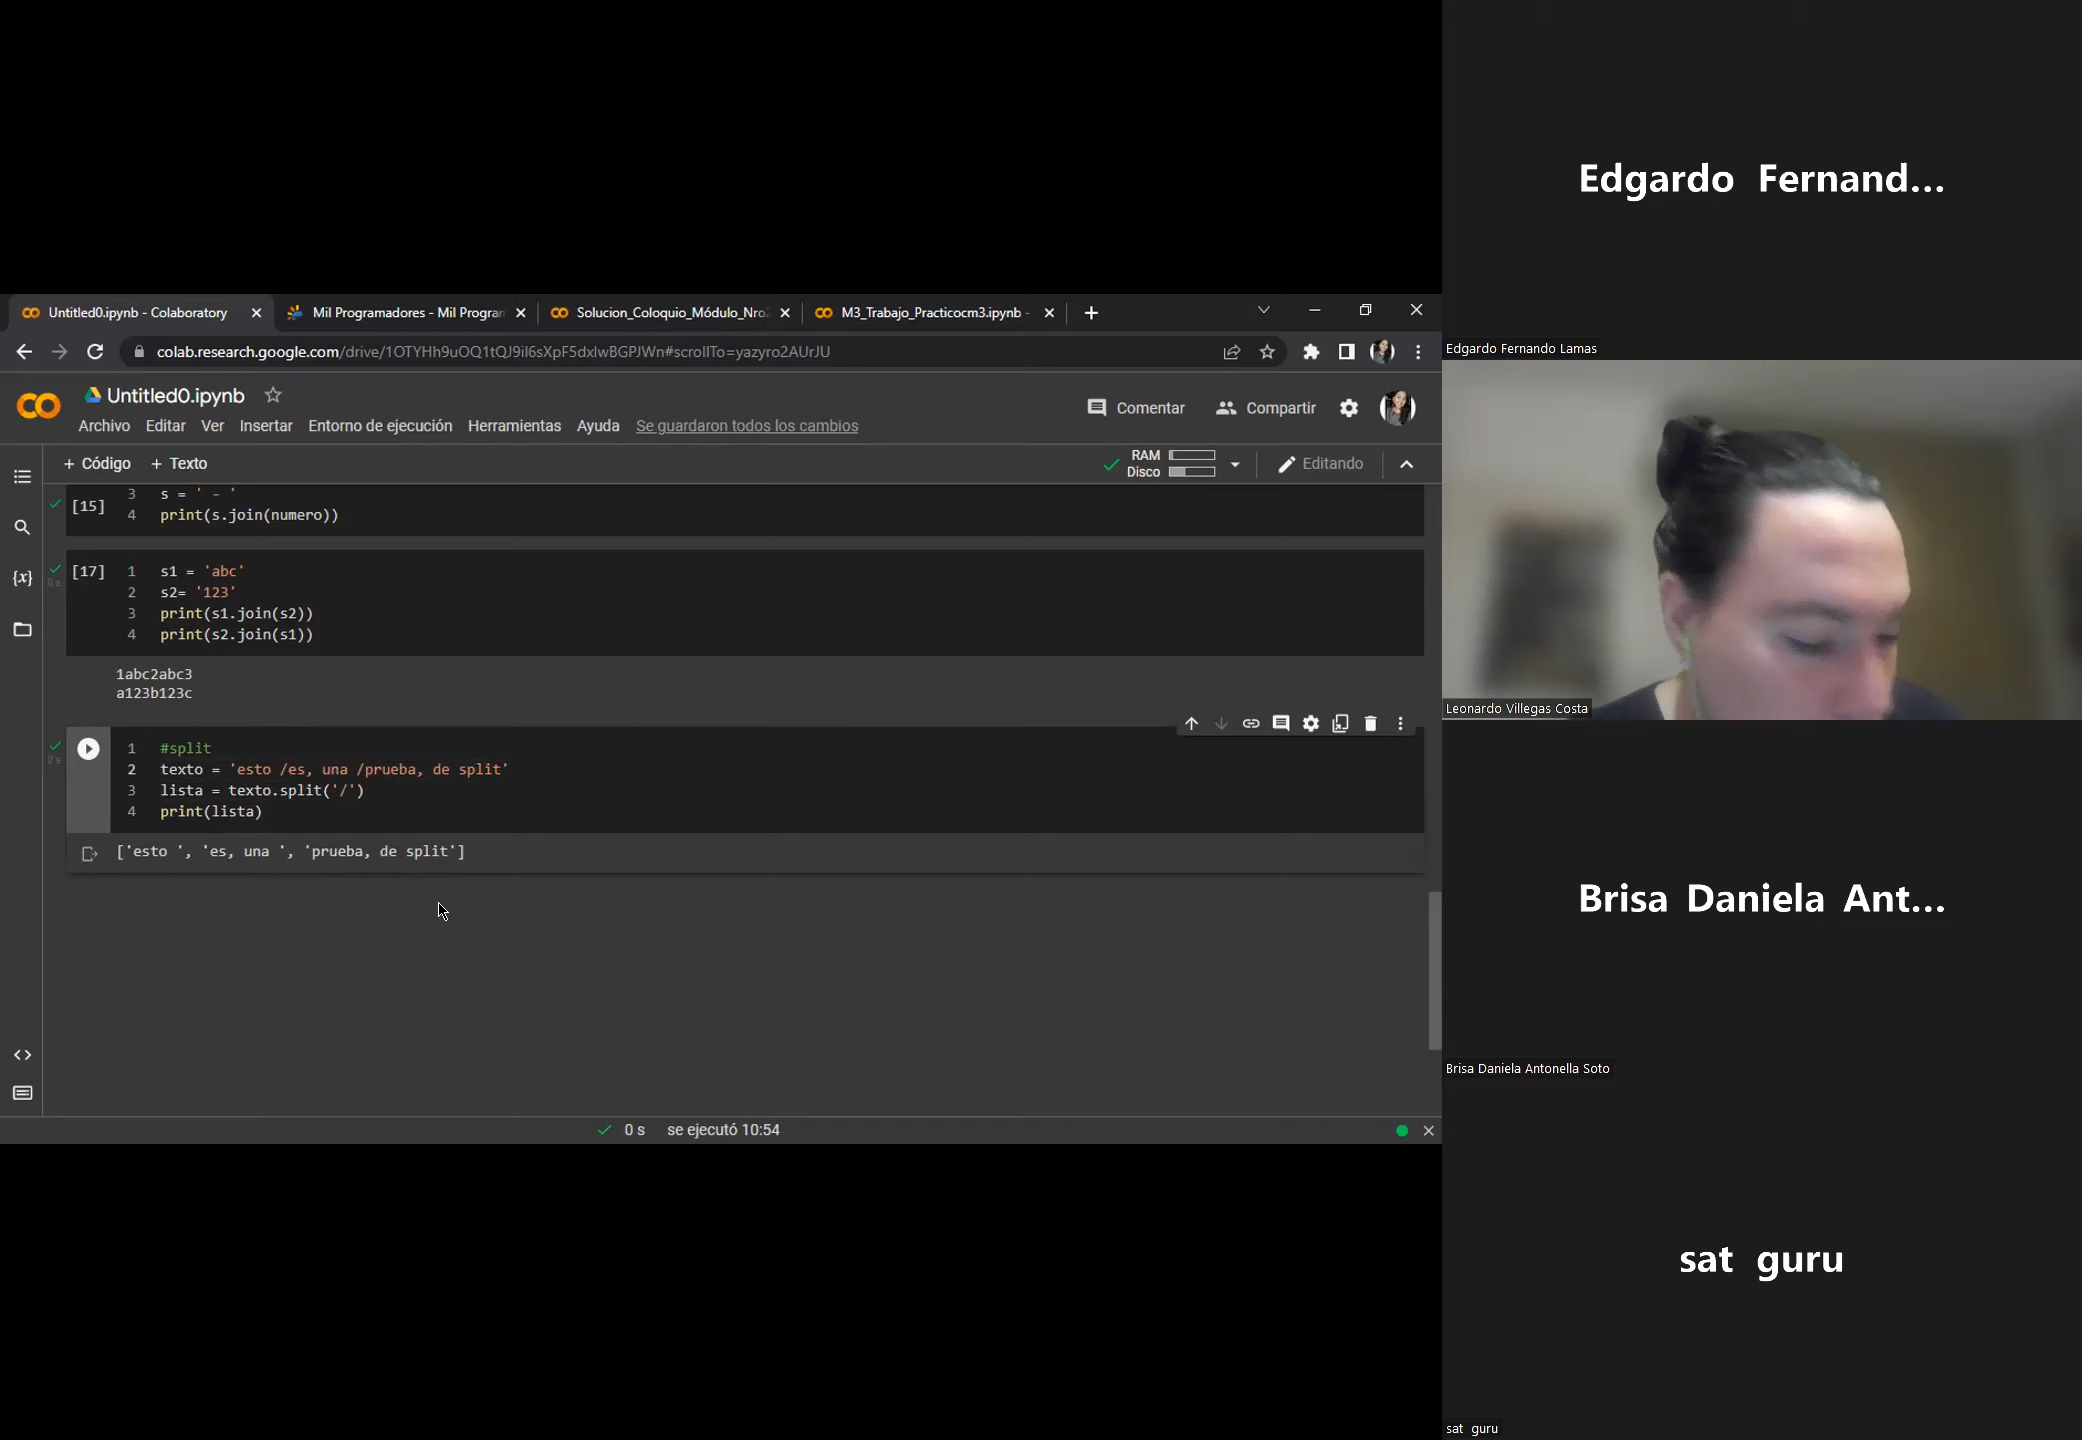 Untitled0.ipynb - Colaboratory
Mil Programadores - Mil Progran
Solucion_Coloquio_Módulo_Nro2
M3_Trabajo_Practicocm3.ipynb -
colab.research.google.com/drive/1OTYHh9uOQ1tQJ9iI6sXpF5dxlwBGPJWn#scrollTo=yazyro2AUrJU
Untitled0.ipynb
Comentar
Compartir
Archivo Editar Ver Insertar Entorno de ejecución Herramientas Ayuda Se guardaron todos los cambios
+ Código + Texto
RAM
Disco
Editando
3 s = ' - '
[15]
4 print(s.join(numero))
[17] 1 s1 = 'abc'
0 s
2 s2= '123'
3 print(s1.join(s2))
4 print(s2.join(s1))
1abc2abc3
a123b123c
1 #split
0 s
2 texto = 'esto /es, una /prueba, de split'
3 lista = texto.split('/')
4 print(lista)
['esto ', 'es, una ', 'prueba, de split']
0 s se ejecutó 10:54
Edgardo Fernand...
Edgardo Fernando Lamas
Leonardo Villegas Costa
Brisa Daniela Ant...
Brisa Daniela Antonella Soto
sat guru
sat guru